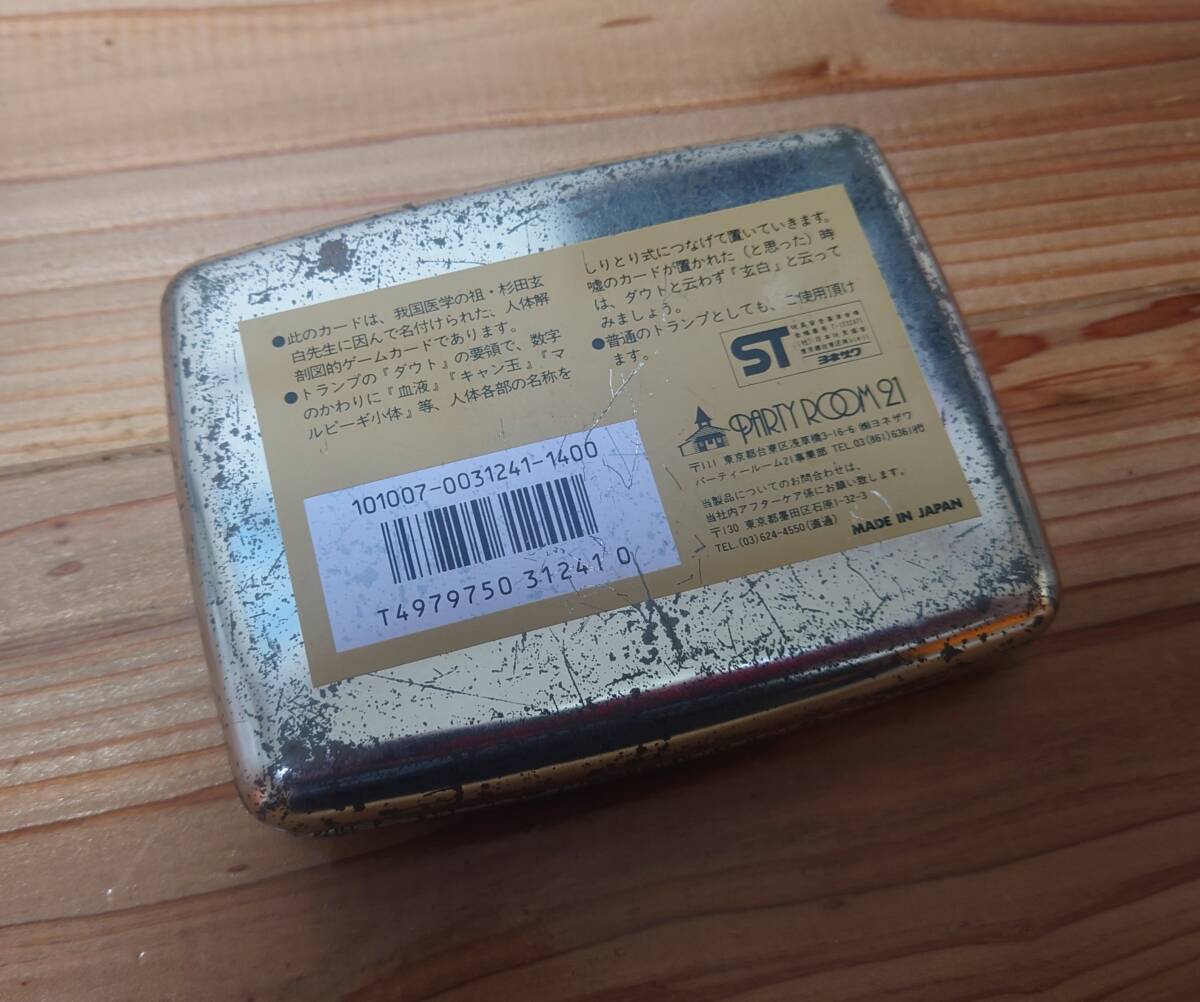 ●此のカードは、我国医学の祖・杉田玄
白先生に因んで名付けられた、人体解
剖図的ゲームカードであります。
●トランプの『ダウト』の要領で、数字
のかわりに『血液』『キャン玉』『マ
ルピーギ小体』等、人体各部の名称を
しりとり式につなげて置いていきます。
嘘のカードが置かれた(と思った)時
は、ダウトと云わず『玄白』と云って
みましょう。
●普通のトランプとしても、ご使用頂け
ます。
ST
ヨネザワ
PARTY ROOM 21
〒111 東京都台東区浅草橋3-16-6 ㈱ヨネザワ
パーティールーム21事業部 TEL.03(861)6361代
当製品についてのお問合わせは、
当社内アフターケア係にお願い致します。
〒130 東京都墨田区石原1-32-3
TEL.(03)624-4550(直通)
MADE IN JAPAN
101007-0031241-1400
T4979750 31241 0